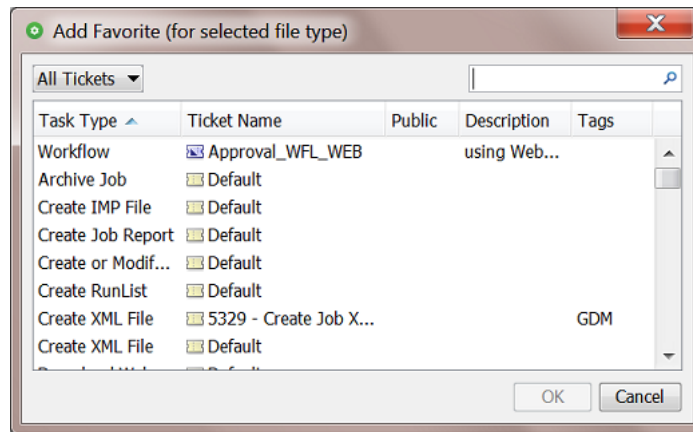 Add Favorite (for selected file type)
All Tickets
Task Type Ticket Name Public Description Tags
Workflow Approval_WFL_WEB using Web...
Archive Job Default
Create IMP File Default
Create Job Report Default
Create or Modif... Default
Create RunList Default
Create XML File 5329 - Create Job X... GDM
Create XML File Default
OK Cancel